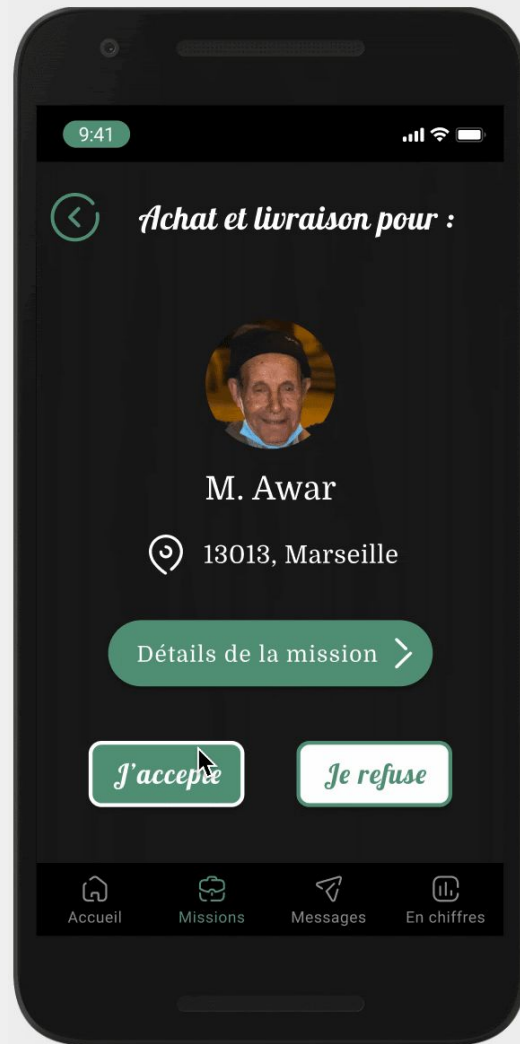 9:41
Achat et livraison pour :
M. Awar
13013, Marseille
Détails de la mission
J'accepte
Je refuse
Accueil
Missions
Messages
En chiffres